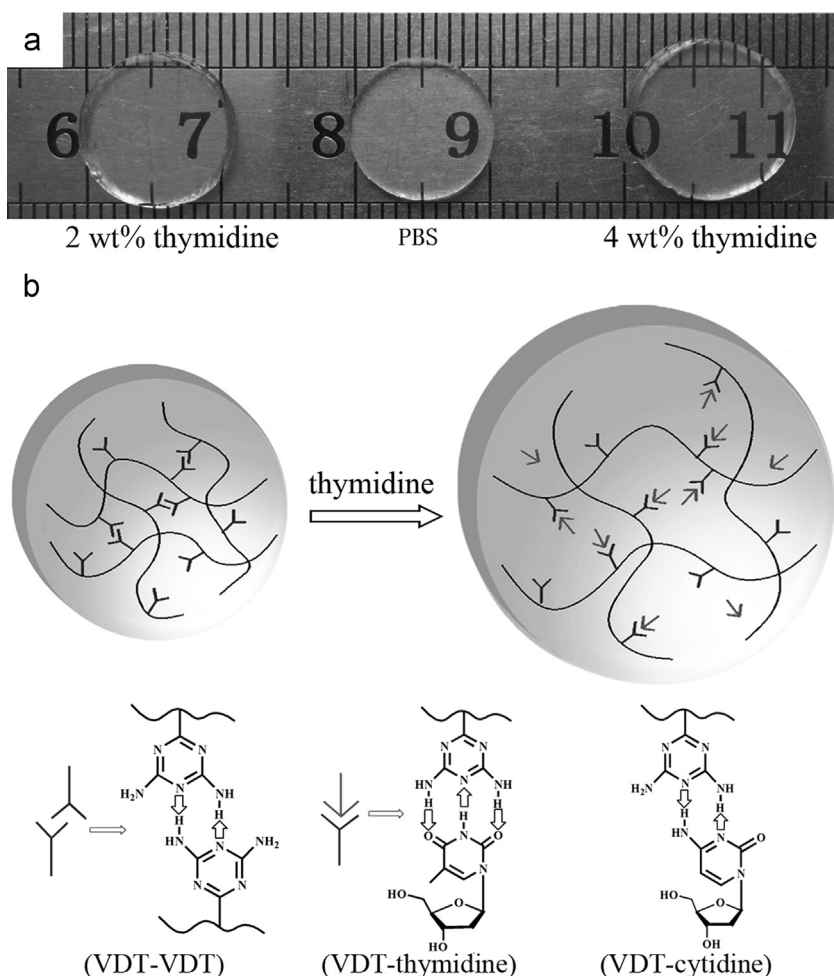 a
6 7 8 9 10 11
2 wt% thymidine PBS 4 wt% thymidine
b
thymidine
N N
H₂N N NH
H
H
HN N NH₂
N N
N N
NH N NH
H H
H
O N O
N
HO O
HO
N N
H₂N N NH
H
H
HN N O
N
HO O
OH
(VDT-VDT) (VDT-thymidine) (VDT-cytidine)